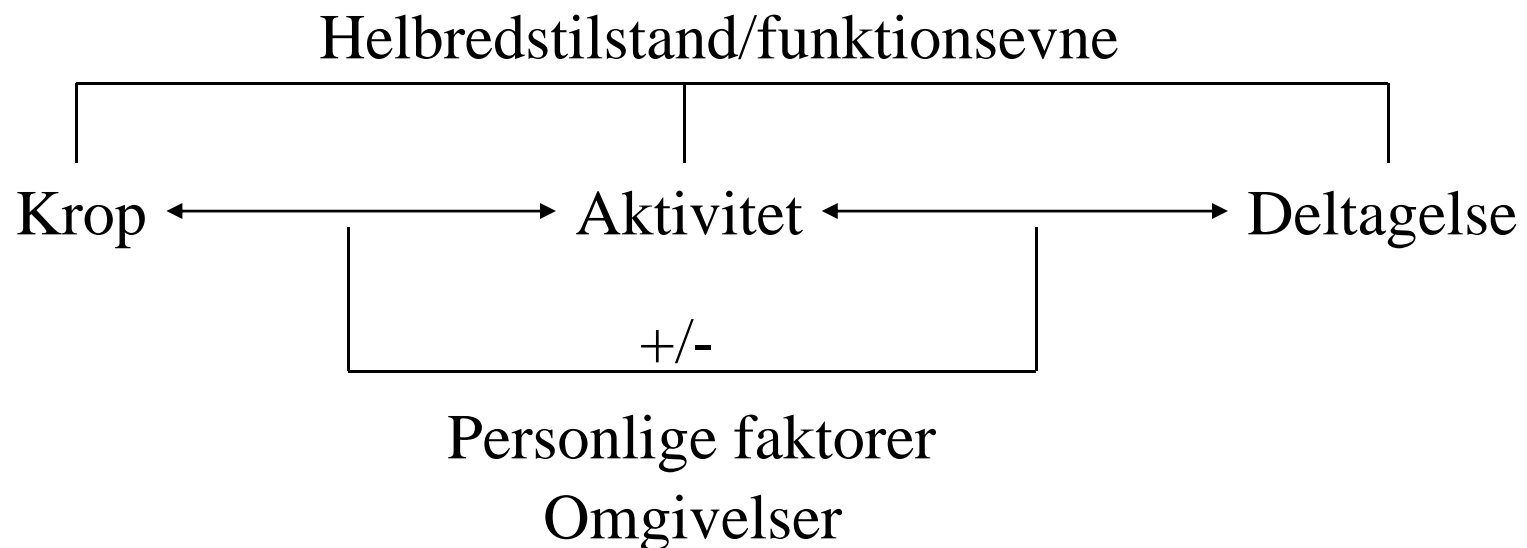 Helbredstilstand/funktionsevne
Krop Aktivitet Deltagelse
+/-
Personlige faktorer
Omgivelser